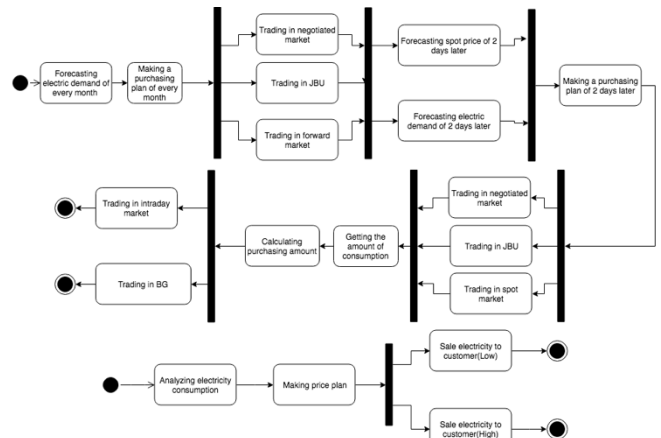 Forecasting
electric demand of
every month
Making a
purchasing
plan of every
month
Trading in negotiated
market
Trading in JBU
Trading in forward
market
Forecasting spot price of 2
days later
Forecasting electric
demand of 2 days later
Making a purchasing
plan of 2 days later
Trading in negotiated
market
Trading in JBU
Trading in spot
market
Getting the
amount of
consumption
Calculating
purchasing amount
Trading in intraday
market
Trading in BG
Analyzing electricity
consumption
Making price plan
Sale electricity to
customer(Low)
Sale electricity to
customer(High)